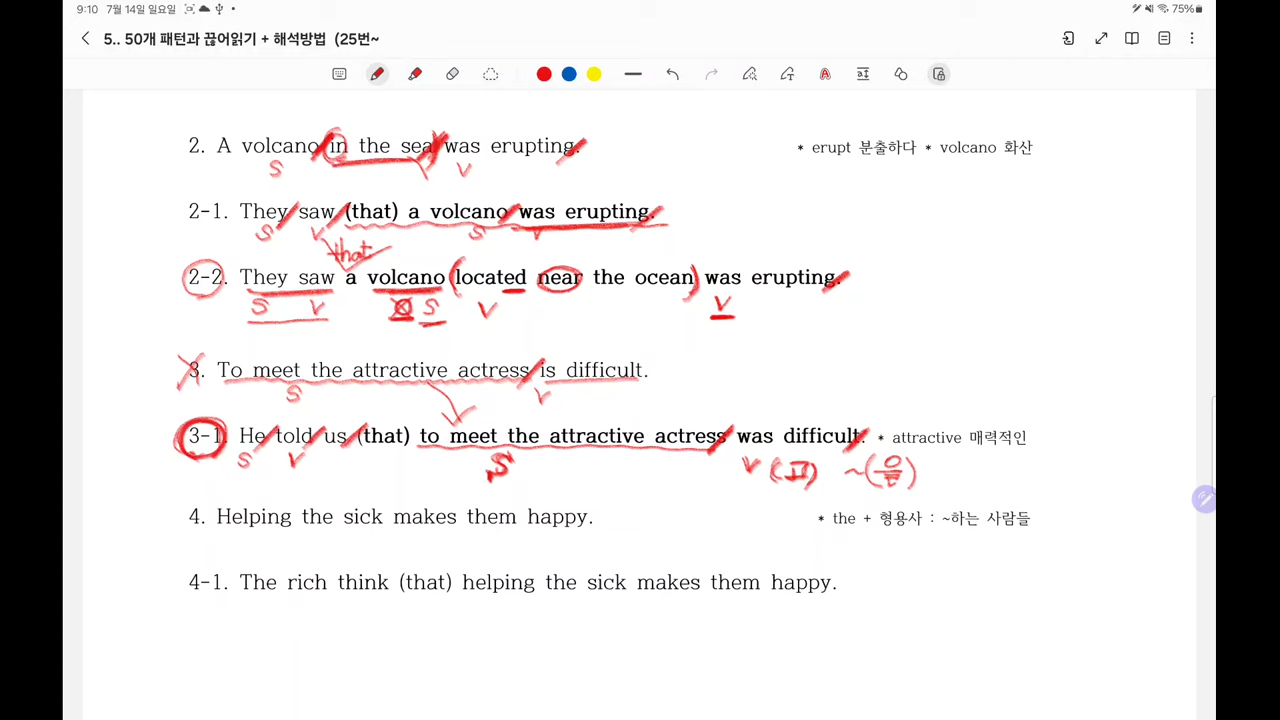 9:10 7월 14일 일요일 75%
5.. 50개 패턴과 끊어읽기 + 해석방법 (25번~
2. A volcano in the sea was erupting. * erupt 분출하다 * volcano 화산
S V
2-1. They saw (that) a volcano was erupting.
S V S V
that
2-2. They saw a volcano (located near the ocean) was erupting.
S V S V V
3. To meet the attractive actress is difficult.
S V
3-1. He told us (that) to meet the attractive actress was difficult. * attractive 매력적인
S V S V (표) ~(은/는)
4. Helping the sick makes them happy. * the + 형용사 : ~하는 사람들
4-1. The rich think (that) helping the sick makes them happy.